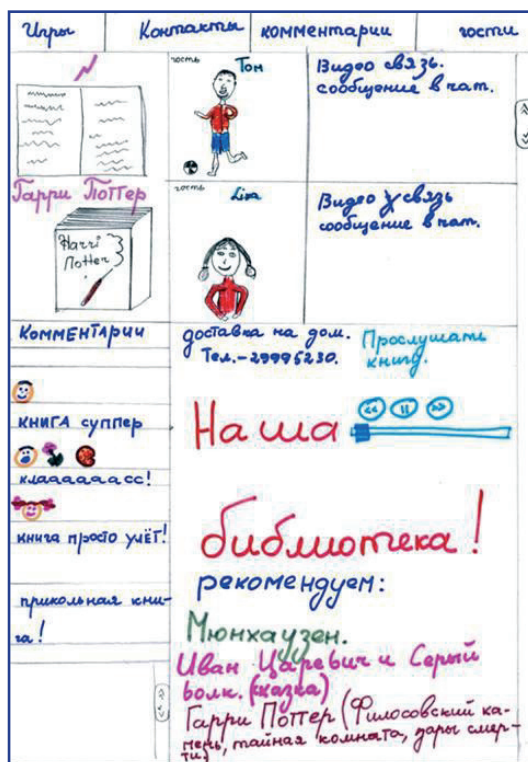 Игры Контакты комментарии гости
гость Том
Видео связь.
сообщение в чат.
Гарри Поттер
гость Liza
Видео связь
сообщение в чат.
Harri
Потter
комментарии
книга суппер
клааааааасс!
книга просто улёт!
прикольная кни-
га!
доставка на дом.
Тел.-29995230.
Прослушать
книгу.
Наша
библиотека!
рекомендуем:
Мюнхаузен.
Иван Царевич и Серый
волк. (сказка)
Гарри Поттер (Филосовский ка-
мень, тайная комната, дары смер-
ти)